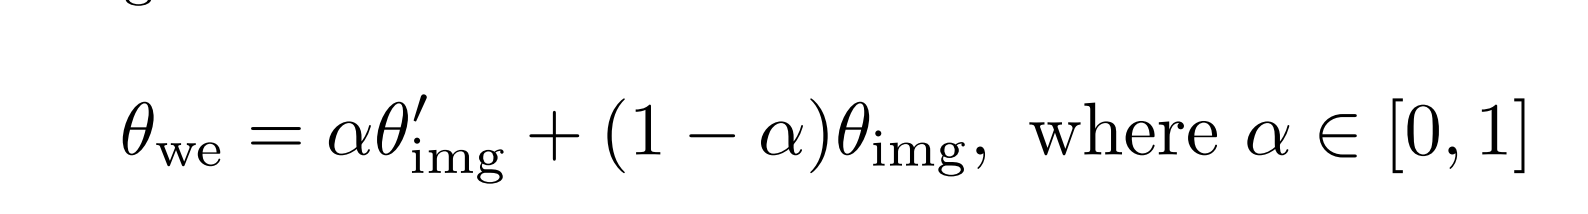 θ_we = αθ′_img + (1 − α)θ_img, where α ∈ [0, 1]